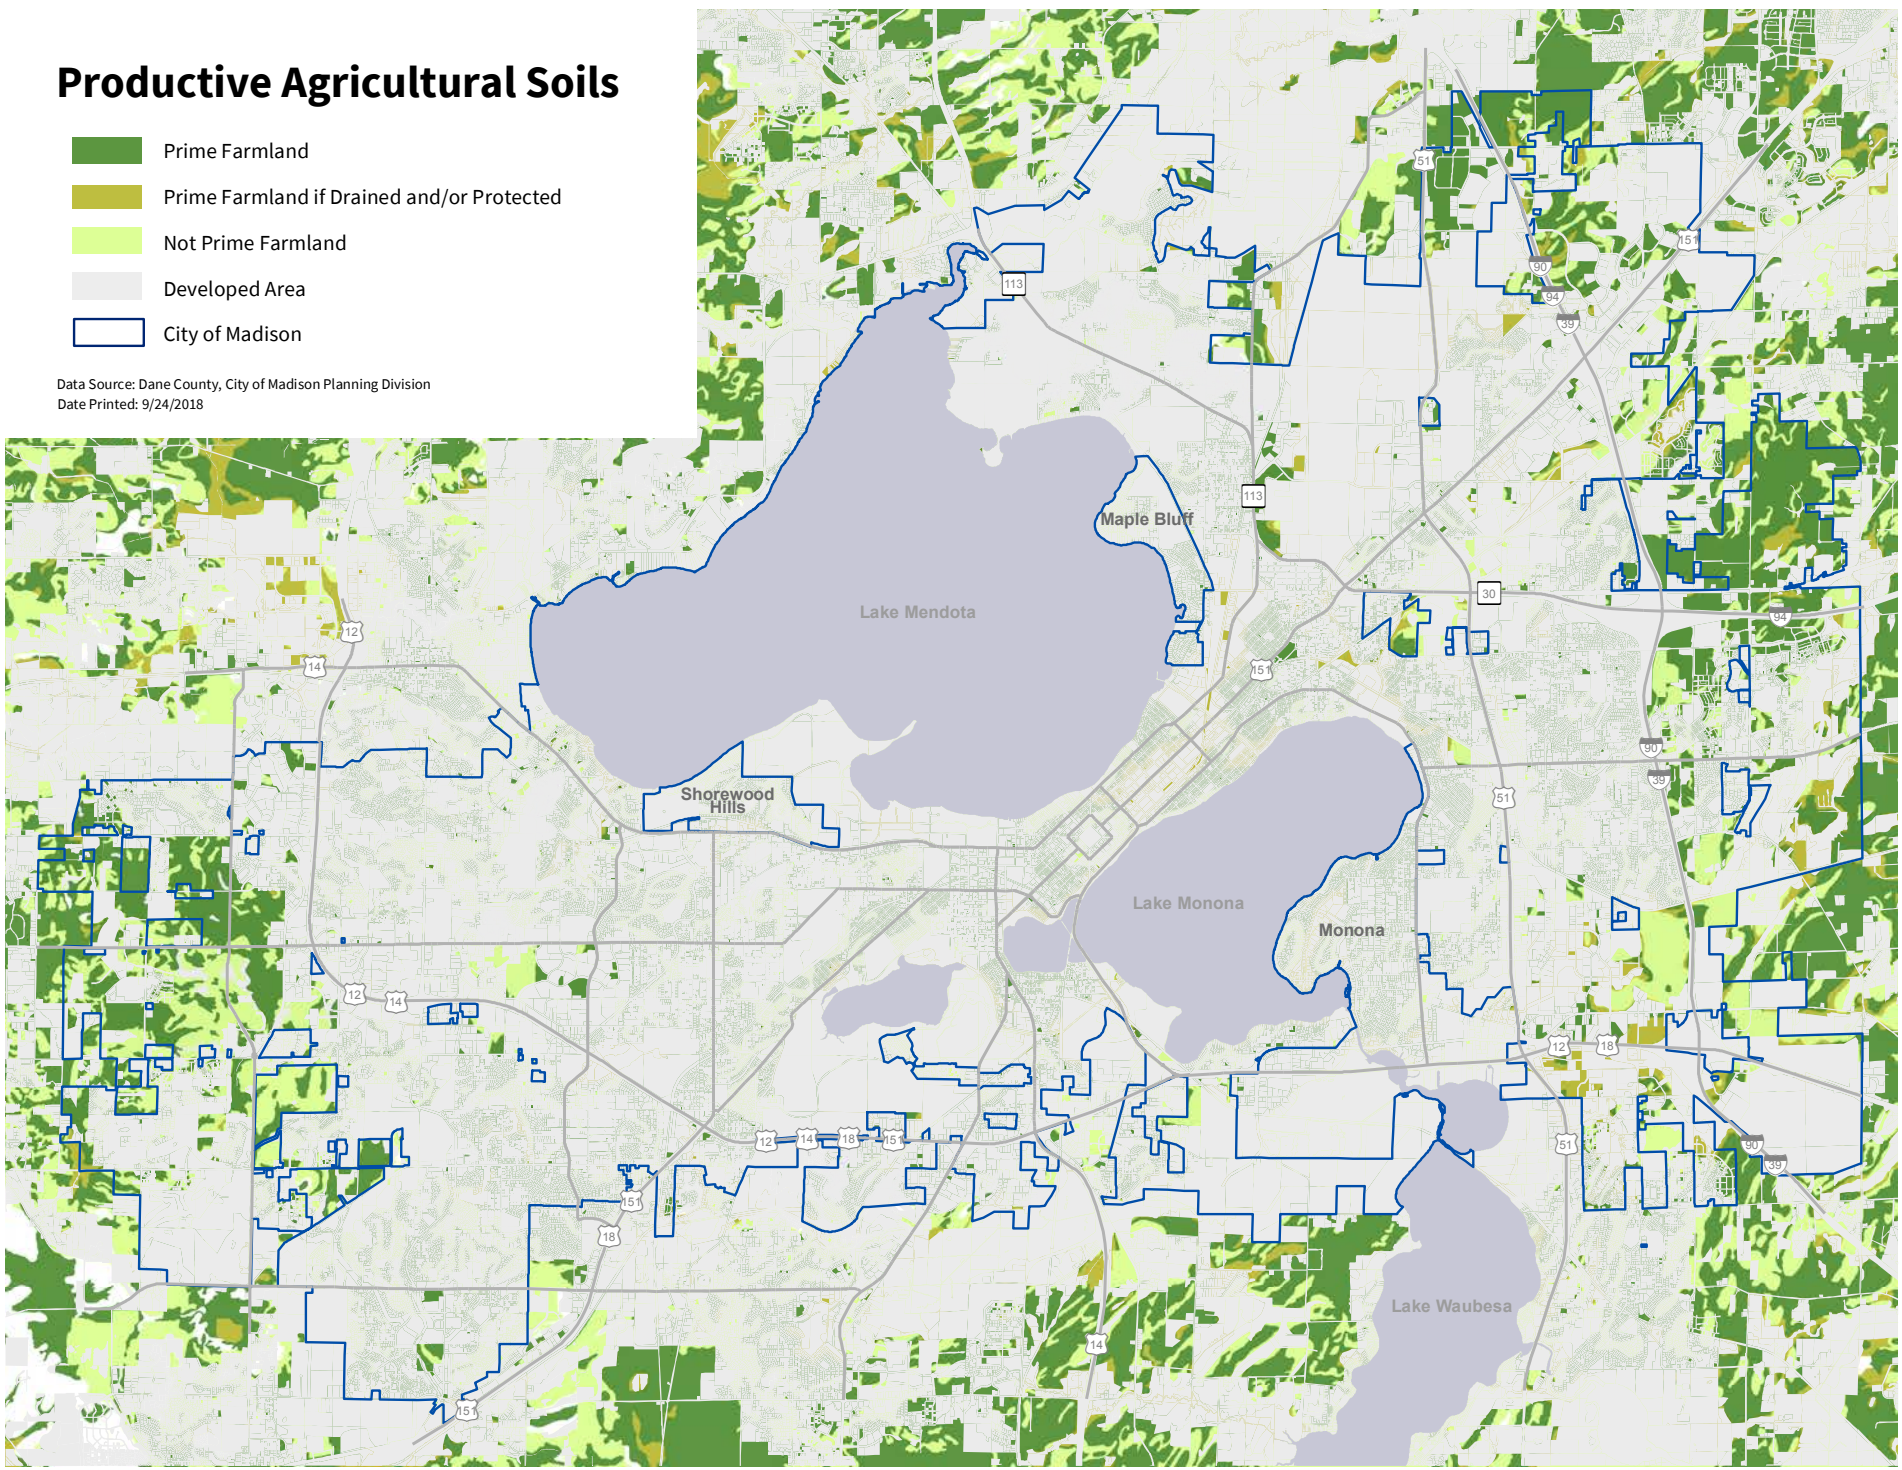 Productive Agricultural Soils
Prime Farmland
Prime Farmland if Drained and/or Protected
Not Prime Farmland
Developed Area
City of Madison
Data Source: Dane County, City of Madison Planning Division
Date Printed: 9/24/2018
51
151
90
94
39
113
113
Maple Bluff
30
94
Lake Mendota
12
14
151
90
39
51
Shorewood
Hills
Lake Monona
Monona
12
14
12
18
12
14
18
151
51
90
39
151
18
Lake Waubesa
14
151